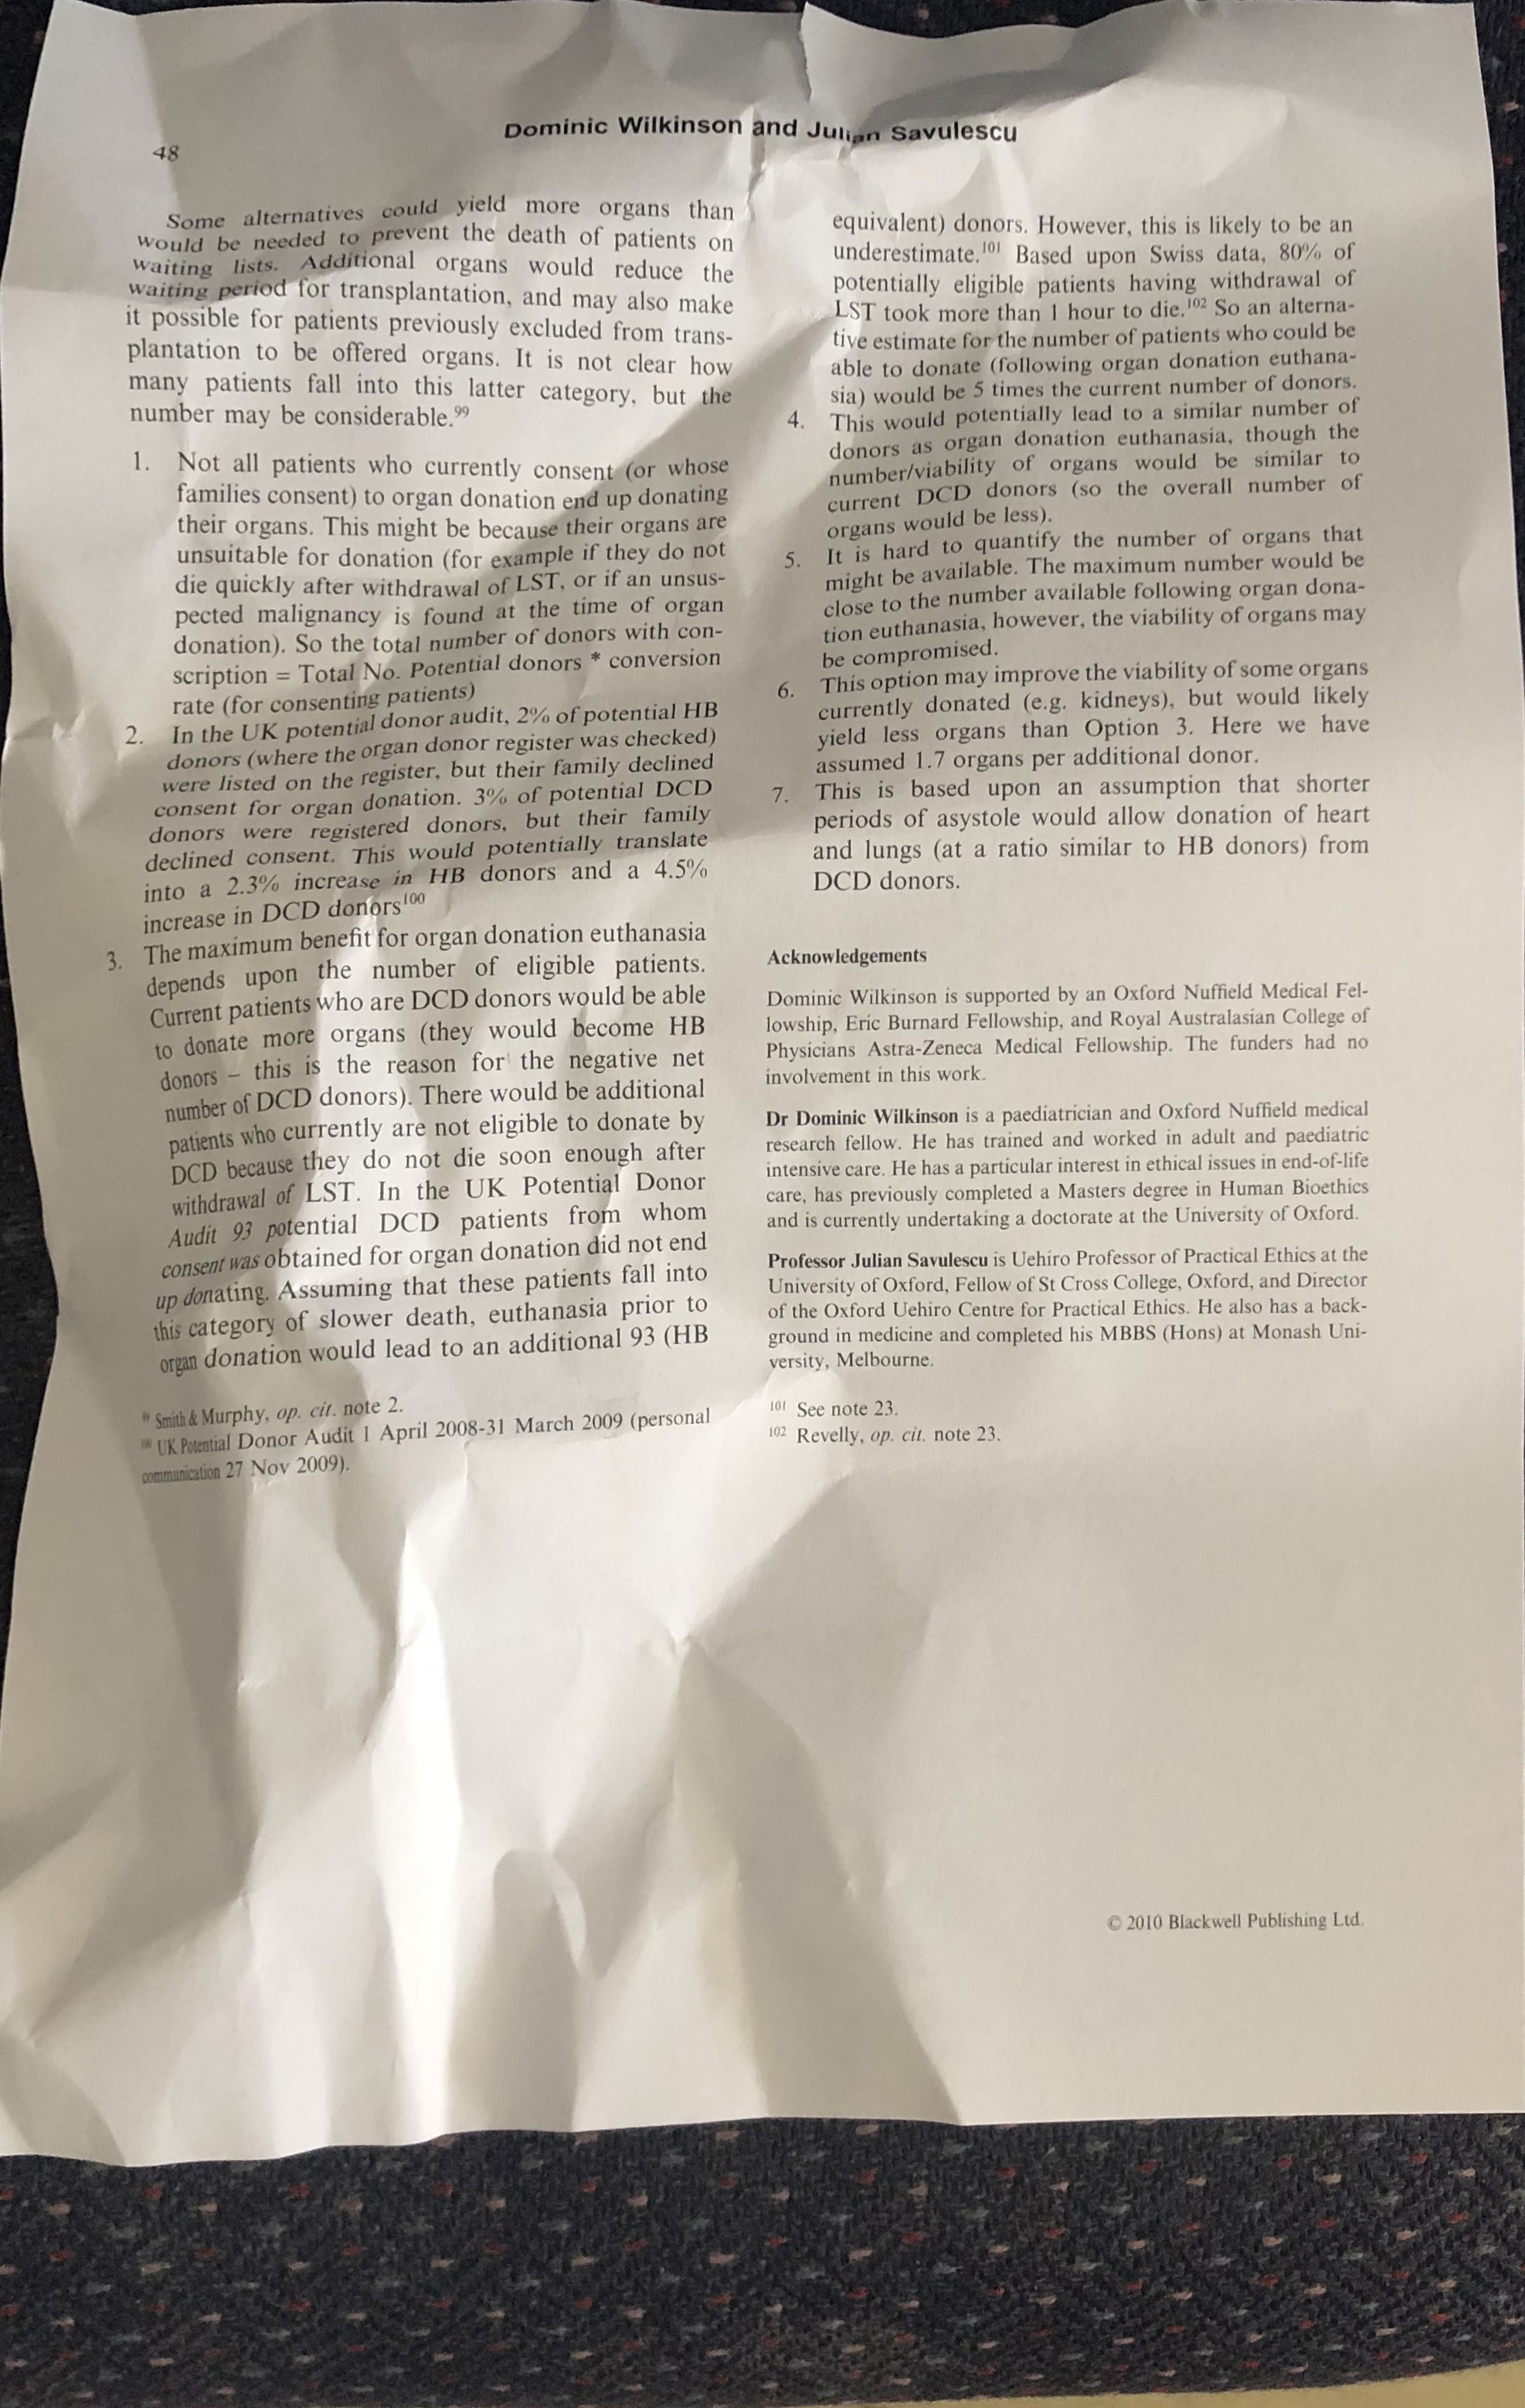 48
Dominic Wilkinson and Julian Savulescu
Some alternatives could yield more organs than
would be needed to prevent the death of patients on
waiting lists. Additional organs would reduce the
waiting period for transplantation, and may also make
it possible for patients previously excluded from trans-
plantation to be offered organs. It is not clear how
many patients fall into this latter category, but the
number may be considerable.99
1. Not all patients who currently consent (or whose
families consent) to organ donation end up donating
their organs. This might be because their organs are
unsuitable for donation (for example if they do not
die quickly after withdrawal of LST, or if an unsus-
pected malignancy is found at the time of organ
donation). So the total number of donors with con-
scription = Total No. Potential donors * conversion
rate (for consenting patients)
2. In the UK potential donor audit, 2% of potential HB
donors (where the organ donor register was checked)
were listed on the register, but their family declined
consent for organ donation. 3% of potential DCD
donors were registered donors, but their family
declined consent. This would potentially translate
into a 2.3% increase in HB donors and a 4.5%
increase in DCD donors100
3. The maximum benefit for organ donation euthanasia
depends upon the number of eligible patients.
Current patients who are DCD donors would be able
to donate more organs (they would become HB
donors – this is the reason for the negative net
number of DCD donors). There would be additional
patients who currently are not eligible to donate by
DCD because they do not die soon enough after
withdrawal of LST. In the UK Potential Donor
Audit 93 potential DCD patients from whom
consent was obtained for organ donation did not end
up donating. Assuming that these patients fall into
this category of slower death, euthanasia prior to
organ donation would lead to an additional 93 (HB
99 Smith & Murphy, op. cit. note 2.
100 UK Potential Donor Audit 1 April 2008-31 March 2009 (personal
communication 27 Nov 2009).
equivalent) donors. However, this is likely to be an
underestimate.101 Based upon Swiss data, 80% of
potentially eligible patients having withdrawal of
LST took more than 1 hour to die.102 So an alterna-
tive estimate for the number of patients who could be
able to donate (following organ donation euthana-
sia) would be 5 times the current number of donors.
4. This would potentially lead to a similar number of
donors as organ donation euthanasia, though the
number/viability of organs would be similar to
current DCD donors (so the overall number of
organs would be less).
5. It is hard to quantify the number of organs that
might be available. The maximum number would be
close to the number available following organ dona-
tion euthanasia, however, the viability of organs may
be compromised.
6. This option may improve the viability of some organs
currently donated (e.g. kidneys), but would likely
yield less organs than Option 3. Here we have
assumed 1.7 organs per additional donor.
7. This is based upon an assumption that shorter
periods of asystole would allow donation of heart
and lungs (at a ratio similar to HB donors) from
DCD donors.
Acknowledgements
Dominic Wilkinson is supported by an Oxford Nuffield Medical Fel-
lowship, Eric Burnard Fellowship, and Royal Australasian College of
Physicians Astra-Zeneca Medical Fellowship. The funders had no
involvement in this work.
Dr Dominic Wilkinson is a paediatrician and Oxford Nuffield medical
research fellow. He has trained and worked in adult and paediatric
intensive care. He has a particular interest in ethical issues in end-of-life
care, has previously completed a Masters degree in Human Bioethics
and is currently undertaking a doctorate at the University of Oxford.
Professor Julian Savulescu is Uehiro Professor of Practical Ethics at the
University of Oxford, Fellow of St Cross College, Oxford, and Director
of the Oxford Uehiro Centre for Practical Ethics. He also has a back-
ground in medicine and completed his MBBS (Hons) at Monash Uni-
versity, Melbourne.
101 See note 23.
102 Revelly, op. cit. note 23.
© 2010 Blackwell Publishing Ltd.